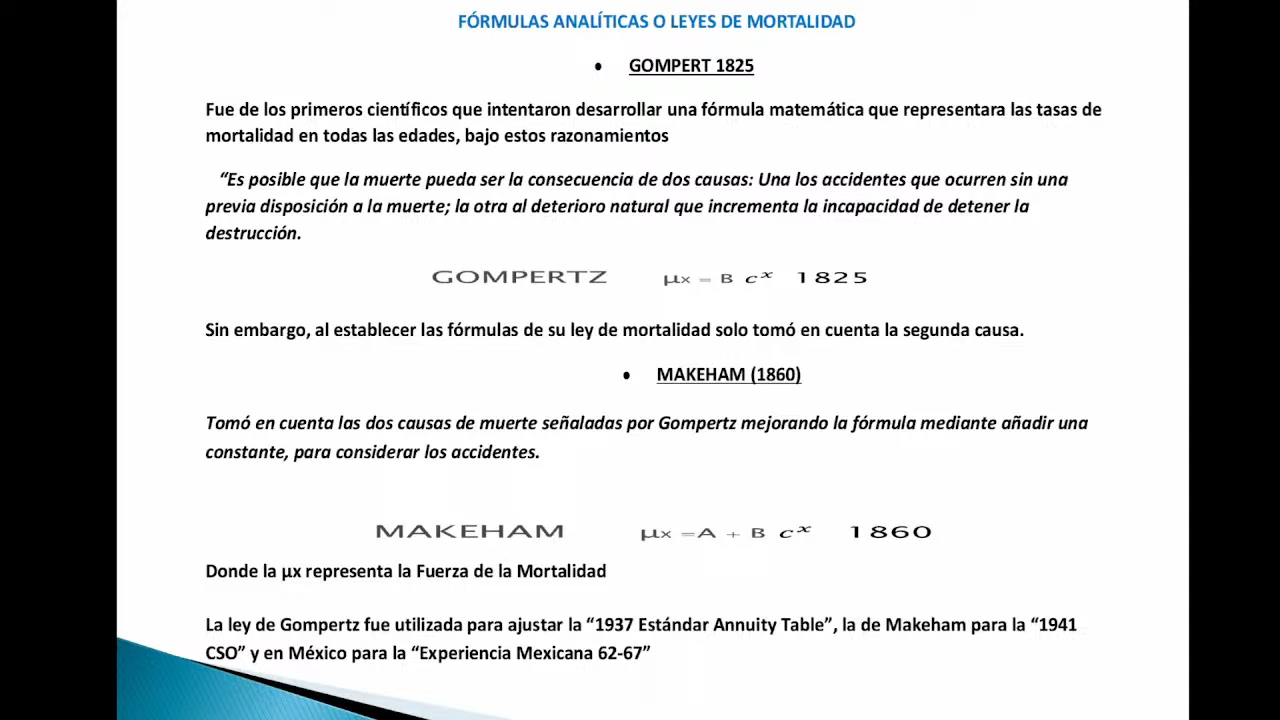 FÓRMULAS ANALÍTICAS O LEYES DE MORTALIDAD
• GOMPERT 1825
Fue de los primeros científicos que intentaron desarrollar una fórmula matemática que representara las tasas de
mortalidad en todas las edades, bajo estos razonamientos
“Es posible que la muerte pueda ser la consecuencia de dos causas: Una los accidentes que ocurren sin una
previa disposición a la muerte; la otra al deterioro natural que incrementa la incapacidad de detener la
destrucción.
GOMPERTZ µx = B c^x 1825
Sin embargo, al establecer las fórmulas de su ley de mortalidad solo tomó en cuenta la segunda causa.
• MAKEHAM (1860)
Tomó en cuenta las dos causas de muerte señaladas por Gompertz mejorando la fórmula mediante añadir una
constante, para considerar los accidentes.
MAKEHAM µx =A + B c^x 1860
Donde la µx representa la Fuerza de la Mortalidad
La ley de Gompertz fue utilizada para ajustar la “1937 Estándar Annuity Table”, la de Makeham para la “1941
CSO” y en México para la “Experiencia Mexicana 62-67”